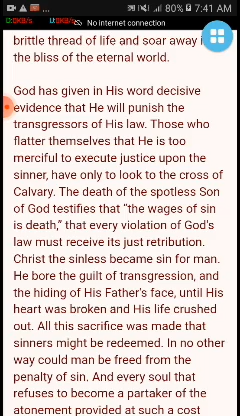 0:0KB/s U:0KB/s 80% 7:41 AM
No internet connection
brittle thread of life and soar away
the bliss of the eternal world.
God has given in His word decisive
evidence that He will punish the
transgressors of His law. Those who
flatter themselves that He is too
merciful to execute justice upon the
sinner, have only to look to the cross of
Calvary. The death of the spotless Son
of God testifies that “the wages of sin
is death,” that every violation of God's
law must receive its just retribution.
Christ the sinless became sin for man.
He bore the guilt of transgression, and
the hiding of His Father's face, until His
heart was broken and His life crushed
out. All this sacrifice was made that
sinners might be redeemed. In no other
way could man be freed from the
penalty of sin. And every soul that
refuses to become a partaker of the
atonement provided at such a cost